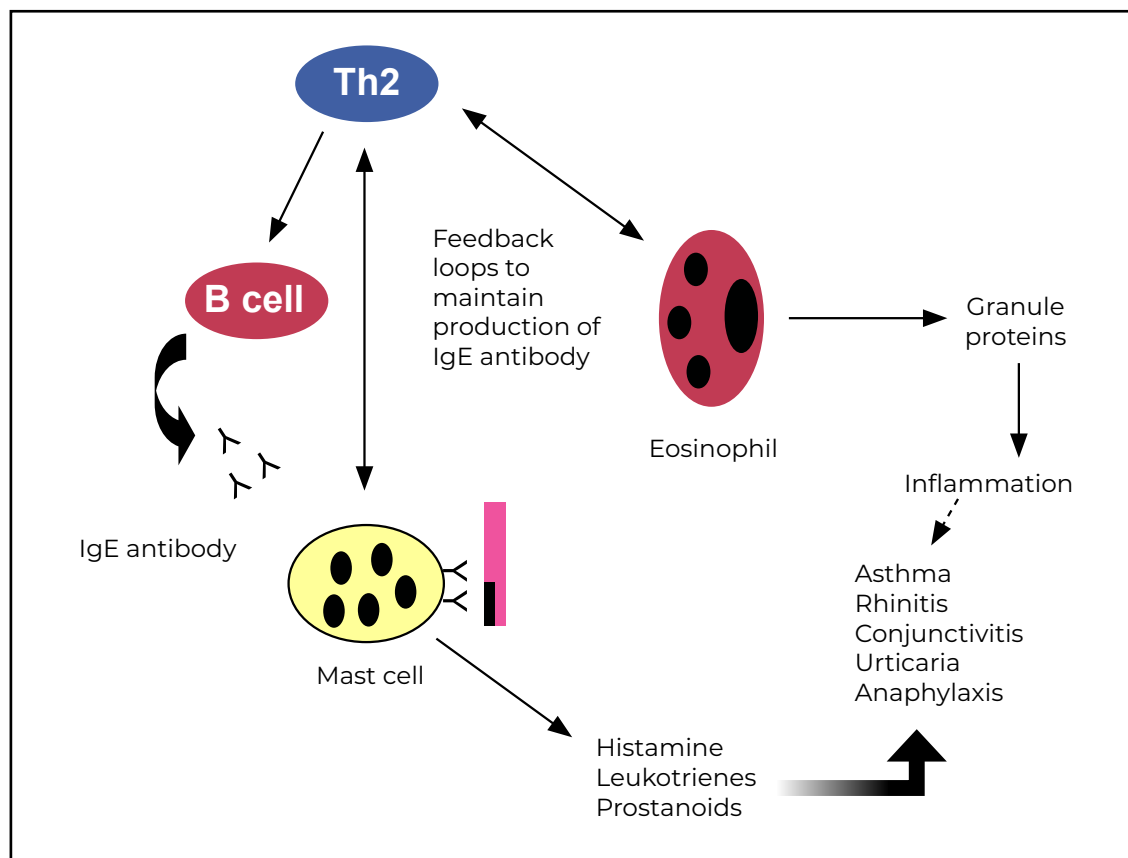 Th2
B cell
Feedback
loops to
maintain
production of
IgE antibody
Granule
proteins
Eosinophil
Inflammation
IgE antibody
Asthma
Rhinitis
Conjunctivitis
Urticaria
Anaphylaxis
Mast cell
Histamine
Leukotrienes
Prostanoids